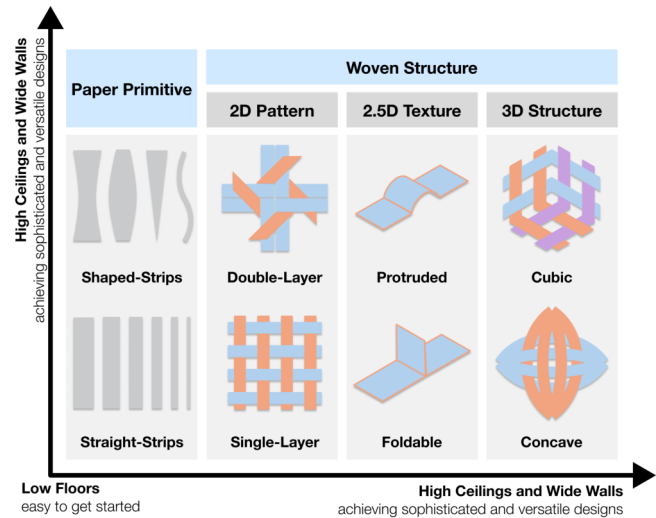 High Ceilings and Wide Walls
achieving sophisticated and versatile designs
Paper Primitive
Woven Structure
2D Pattern
2.5D Texture
3D Structure
Shaped-Strips
Double-Layer
Protruded
Cubic
Straight-Strips
Single-Layer
Foldable
Concave
Low Floors
easy to get started
High Ceilings and Wide Walls
achieving sophisticated and versatile designs